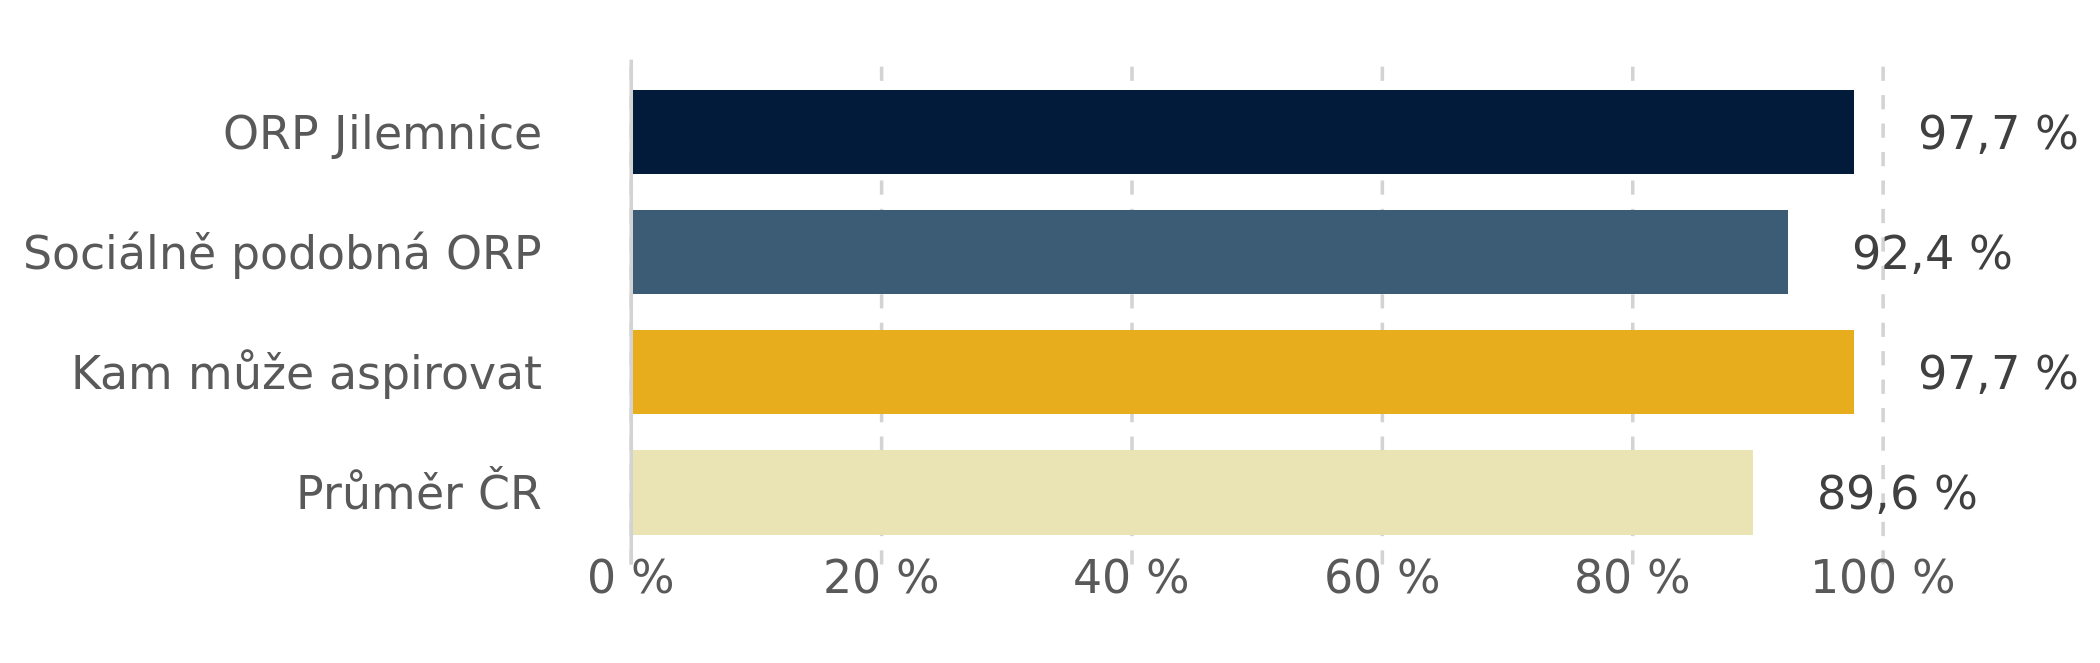 ORP Jilemnice 97,7 %
Sociálně podobná ORP 92,4 %
Kam může aspirovat 97,7 %
Průměr ČR 89,6 %
0 % 20 % 40 % 60 % 80 % 100 %